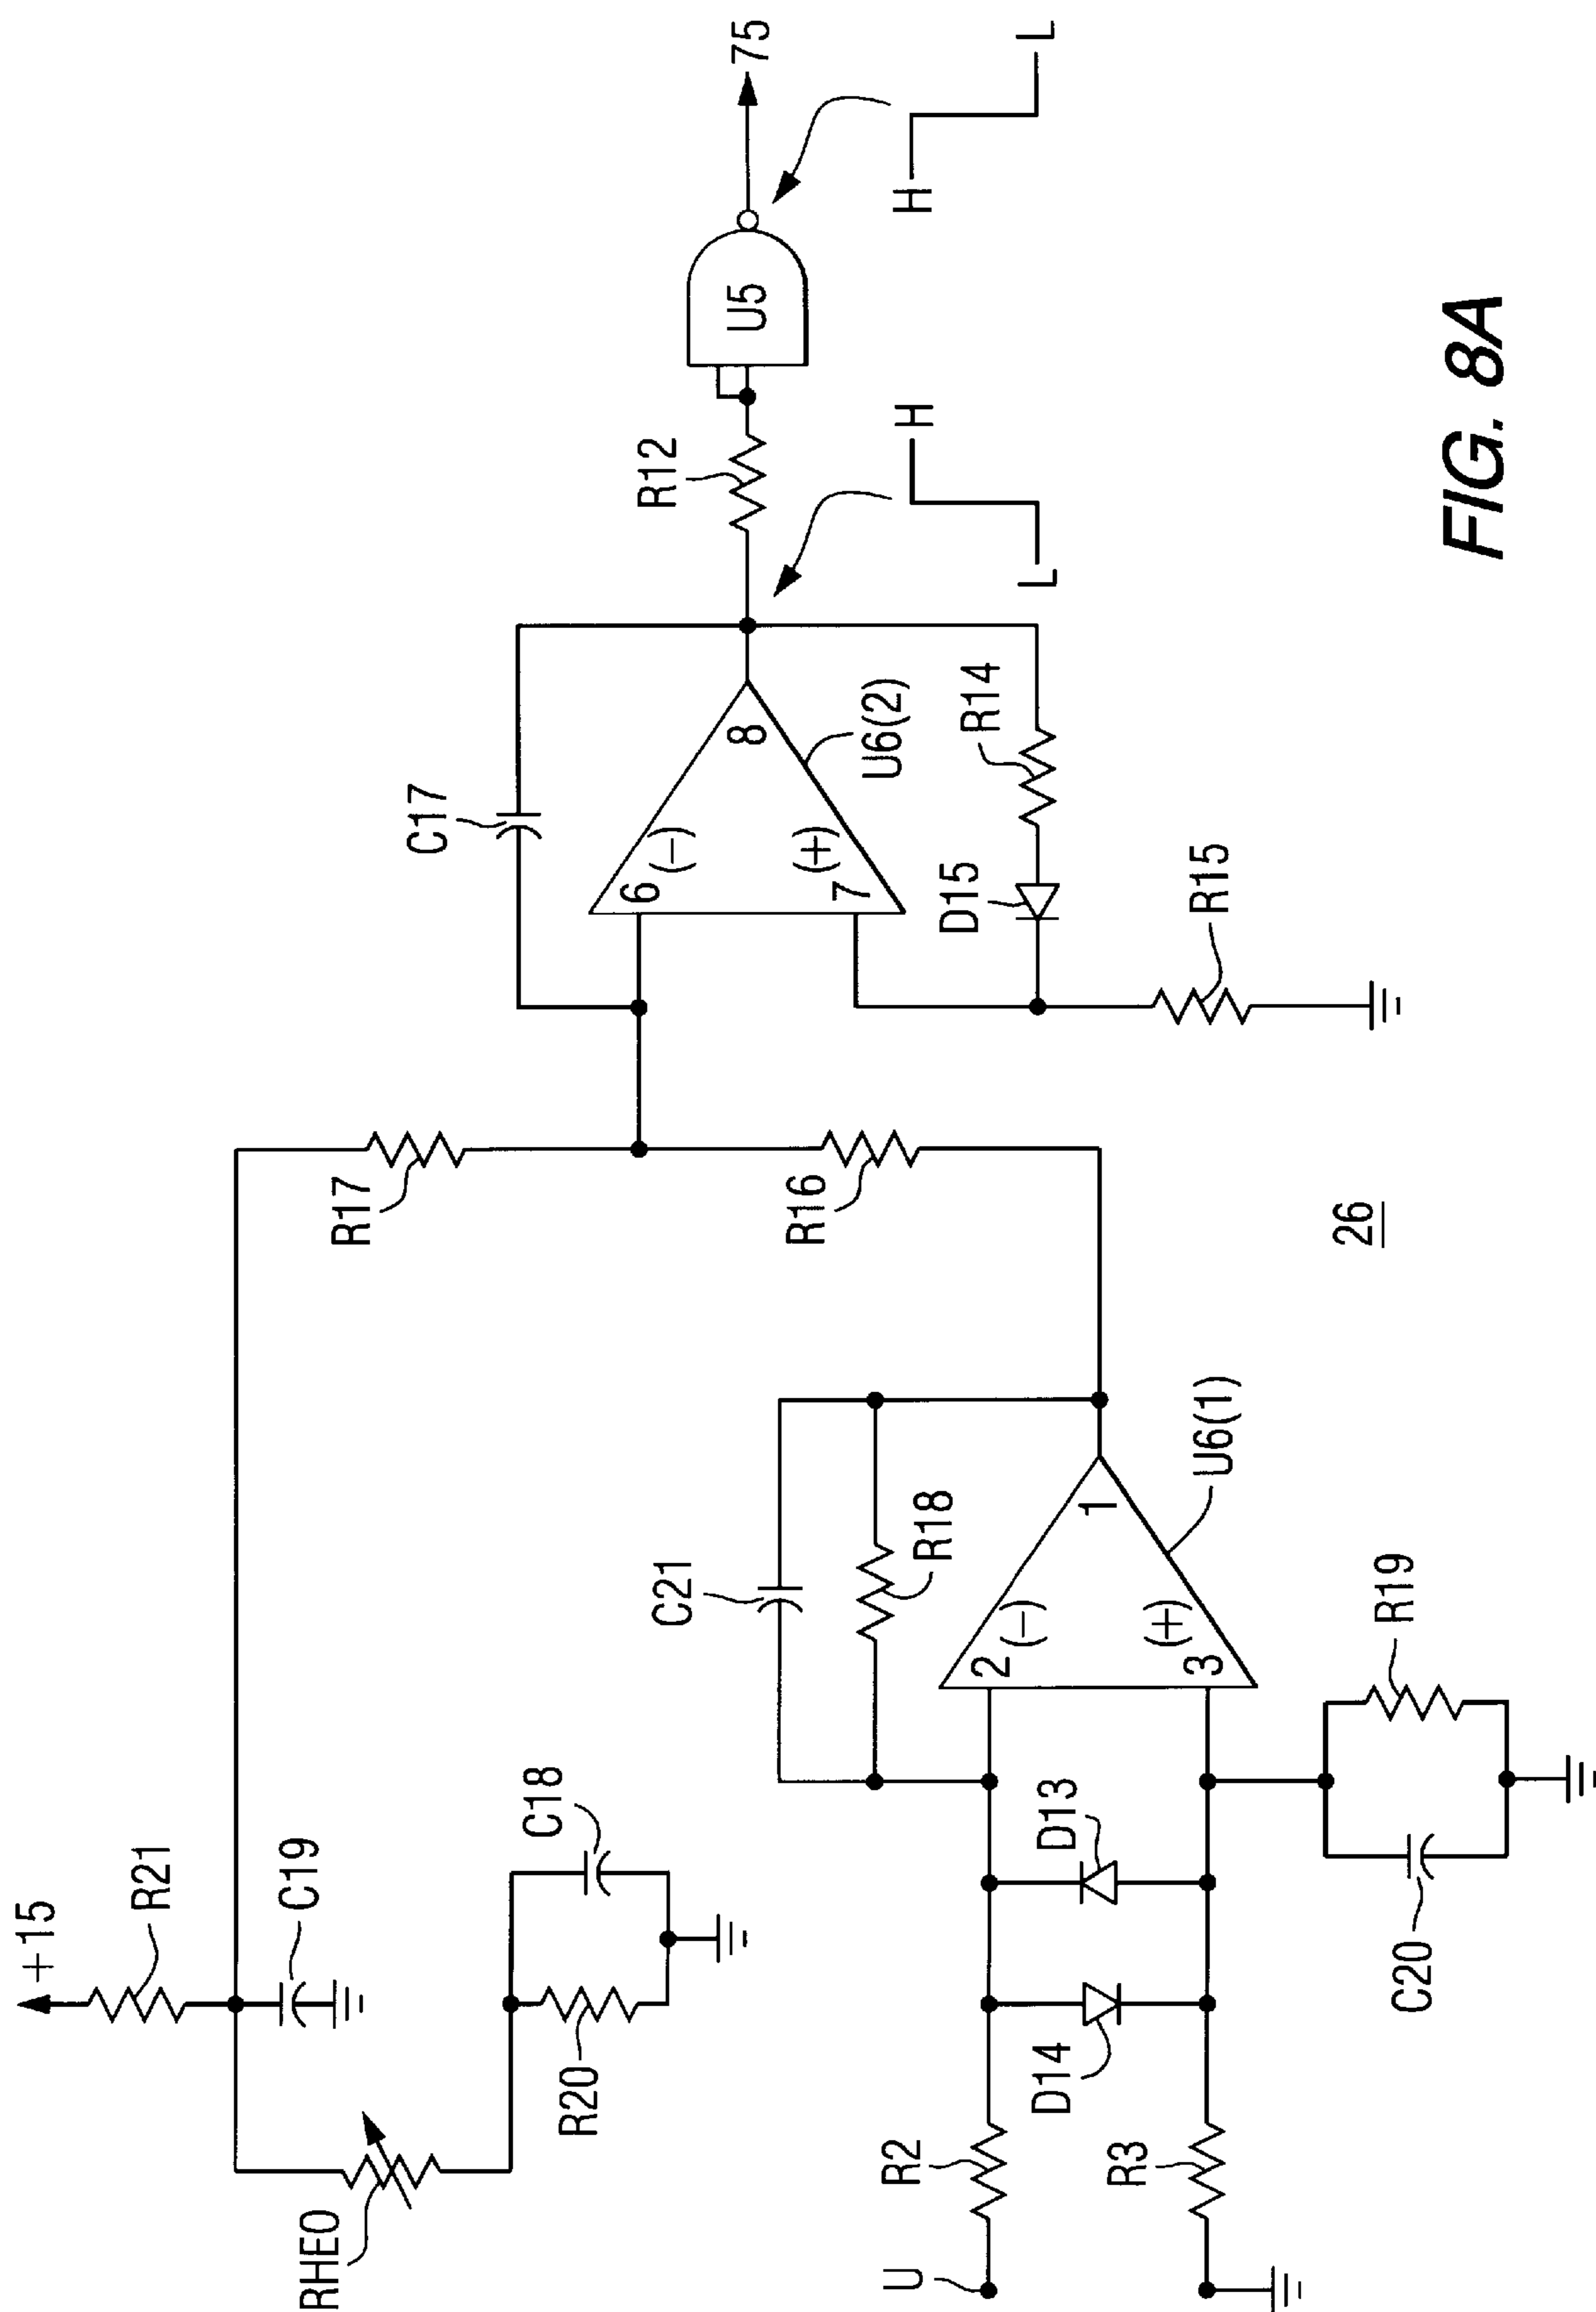 +15
R21
C19
RHEO
R20
C18
R17
R16
U
R2
R3
D14
D13
C21
R18
2
(−)
3
(+)
1
U6(1)
C20
R19
C17
6
(−)
7
(+)
8
U6(2)
D15
R14
R15
R12
L
H
U5
75
H
L
26
FIG. 8A